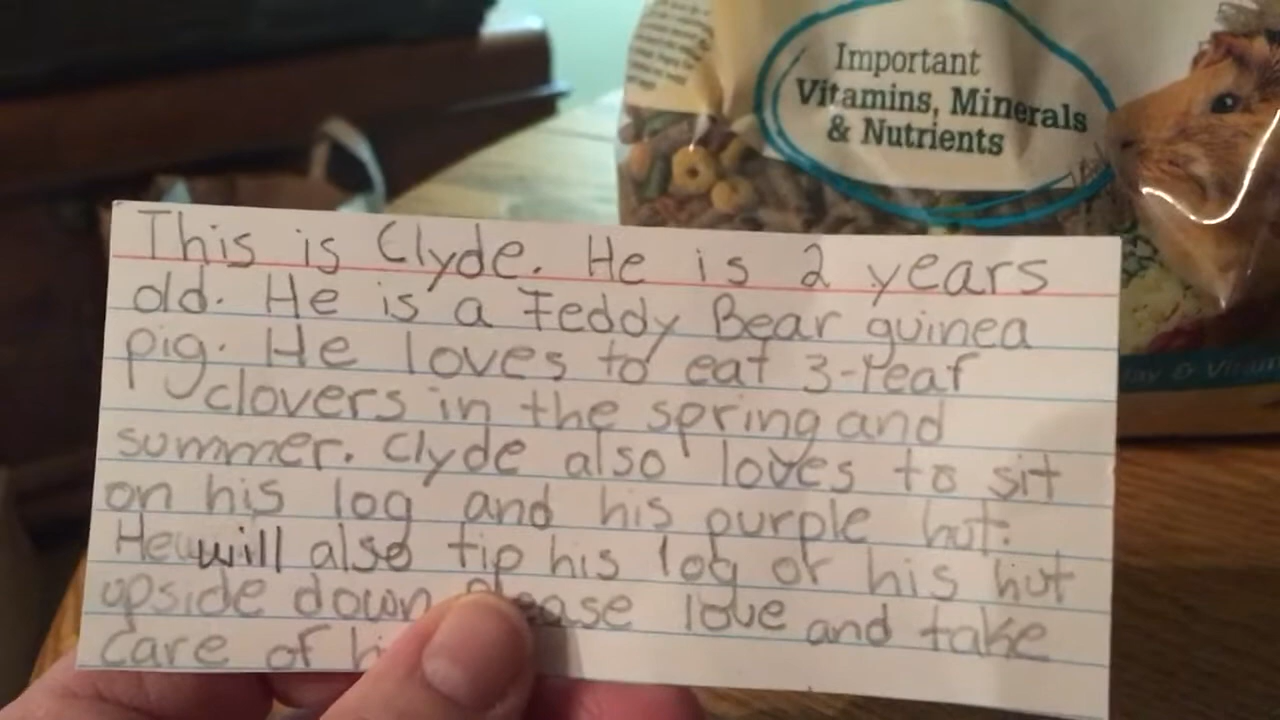 Important
Vitamins, Minerals
& Nutrients
This is Clyde. He is 2 years
old. He is a Teddy Bear guinea
pig. He loves to eat 3-leaf
clovers in the spring and
summer. Clyde also loves to sit
on his log and his purple hut.
He will also tip his log or his hut
upside down please love and take
care of